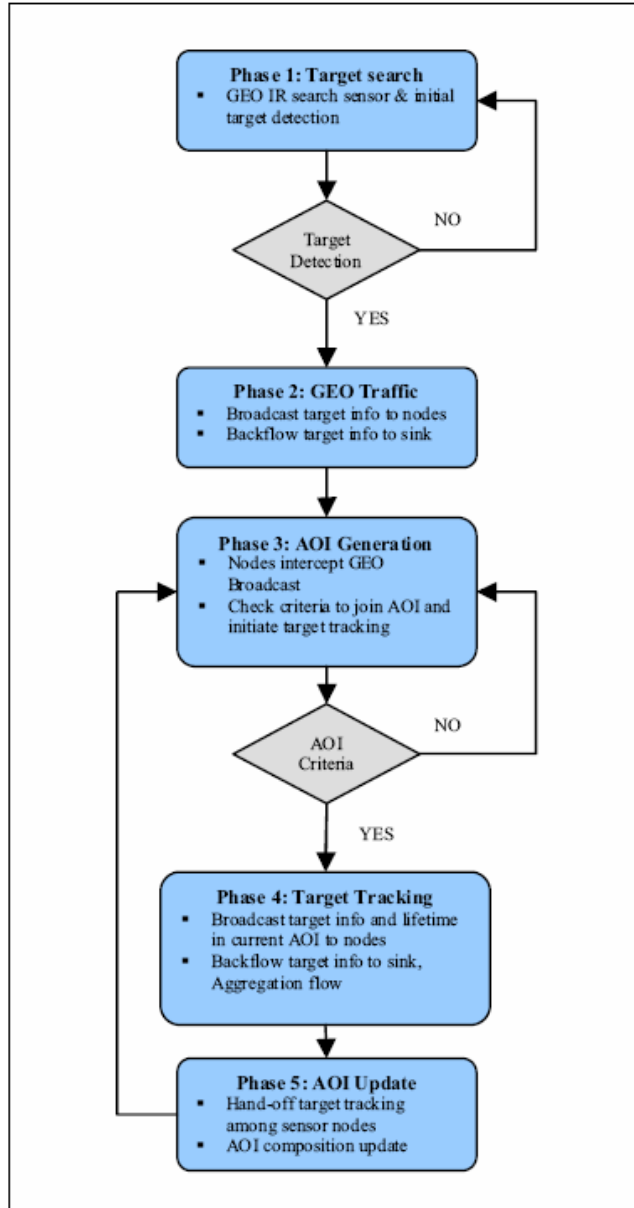 Phase 1: Target search
▪ GEO IR search sensor & initial
target detection
NO
Target
Detection
YES
Phase 2: GEO Traffic
▪ Broadcast target info to nodes
▪ Backflow target info to sink
Phase 3: AOI Generation
▪ Nodes intercept GEO
Broadcast
▪ Check criteria to join AOI and
initiate target tracking
NO
AOI
Criteria
YES
Phase 4: Target Tracking
▪ Broadcast target info and lifetime
in current AOI to nodes
▪ Backflow target info to sink,
Aggregation flow
Phase 5: AOI Update
▪ Hand-off target tracking
among sensor nodes
▪ AOI composition update